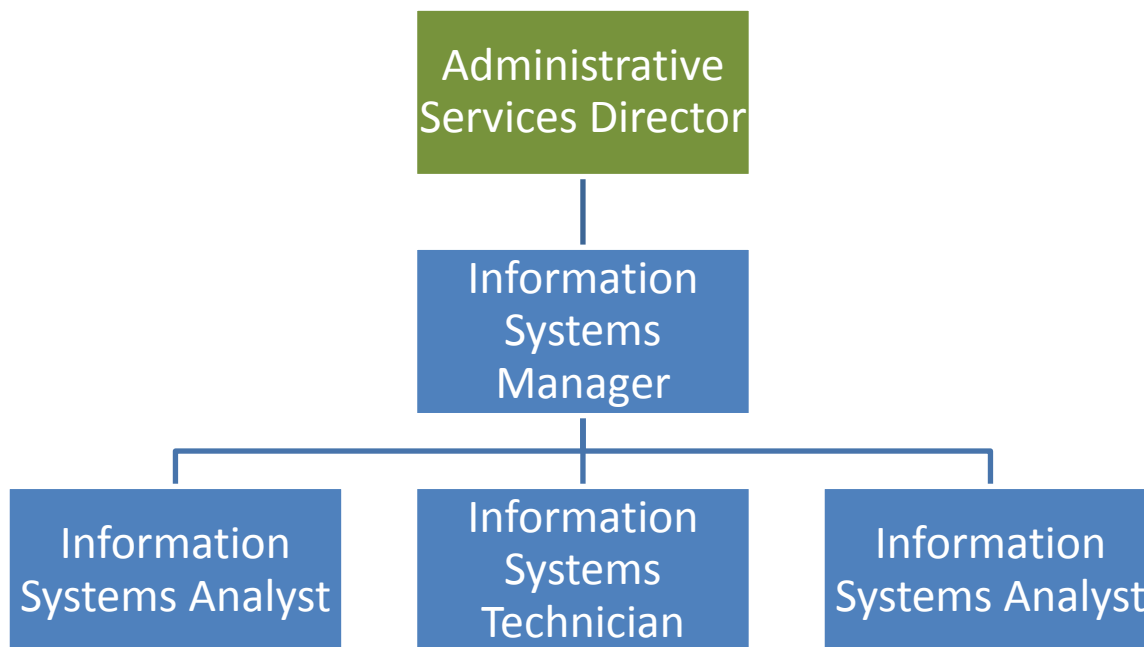 Administrative
Services Director
Information
Systems
Manager
Information
Systems Analyst
Information
Systems
Technician
Information
Systems Analyst